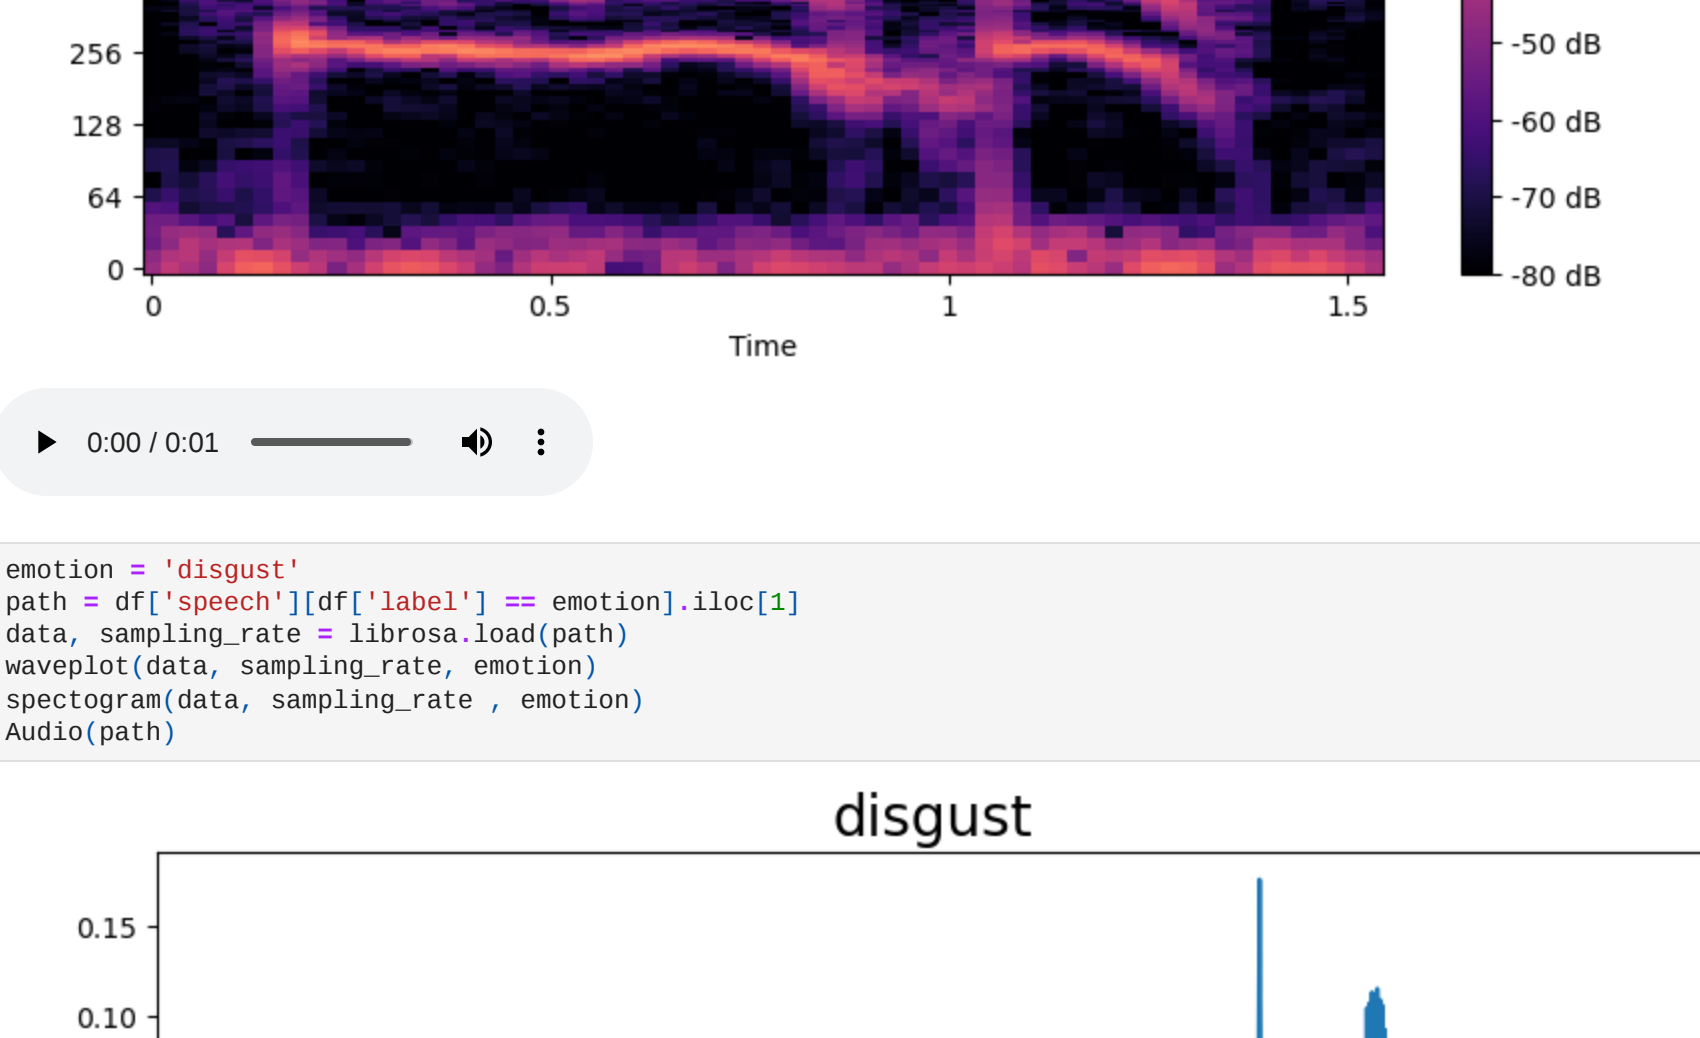 256
128
64
0
-50 dB
-60 dB
-70 dB
-80 dB
0 0.5 1 1.5
Time
0:00 / 0:01
emotion = 'disgust'
path = df['speech'][df['label'] == emotion].iloc[1]
data, sampling_rate = librosa.load(path)
waveplot(data, sampling_rate, emotion)
spectogram(data, sampling_rate , emotion)
Audio(path)
disgust
0.15
0.10